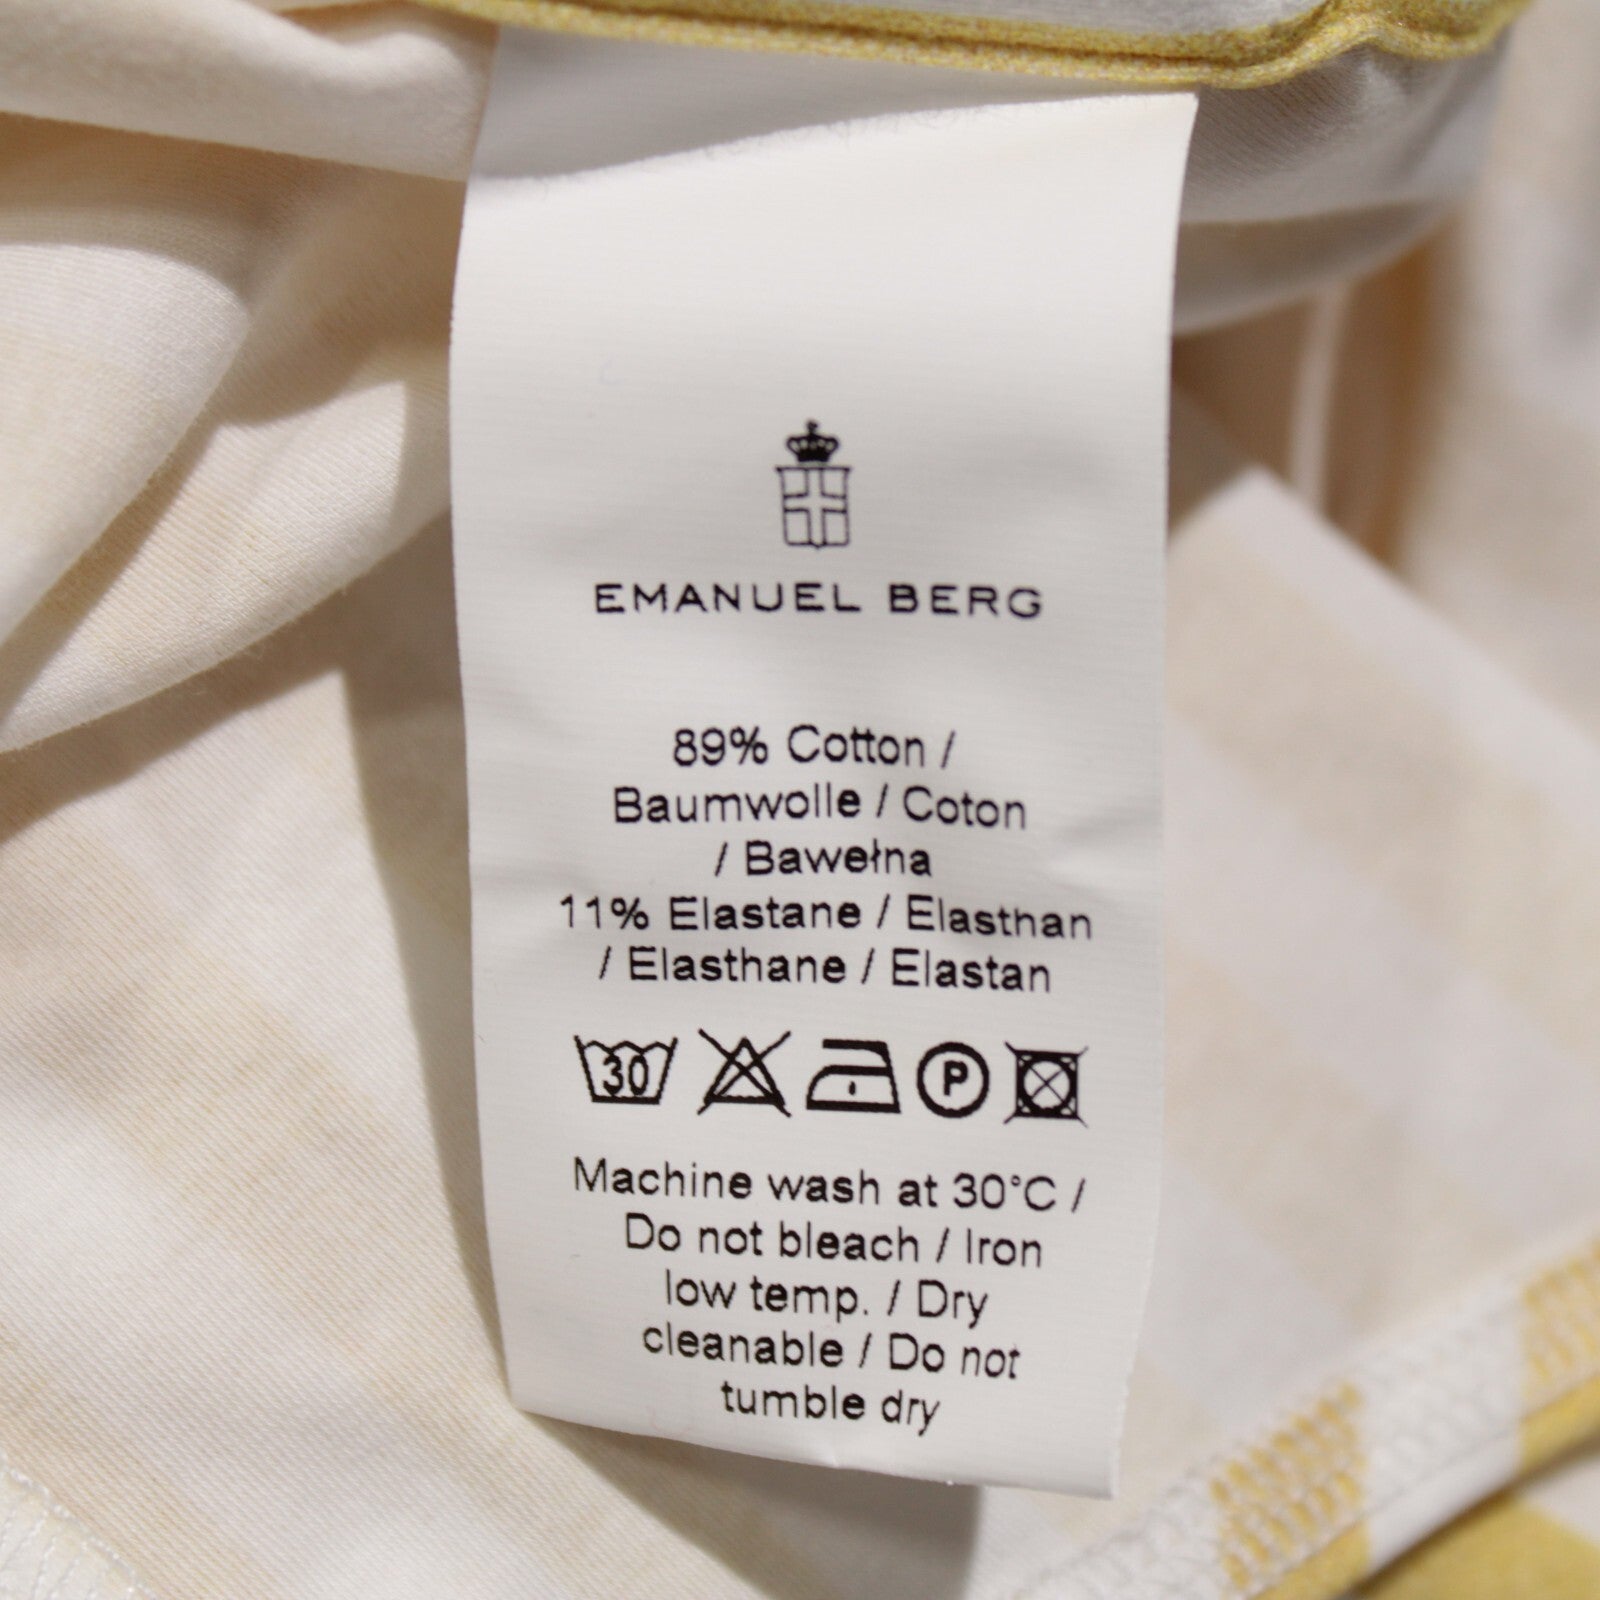 EMANUEL BERG
89% Cotton /
Baumwolle / Coton
/ Bawełna
11% Elastane / Elasthan
/ Elasthane / Elastan
30 P
Machine wash at 30°C /
Do not bleach / Iron
low temp. / Dry
cleanable / Do not
tumble dry